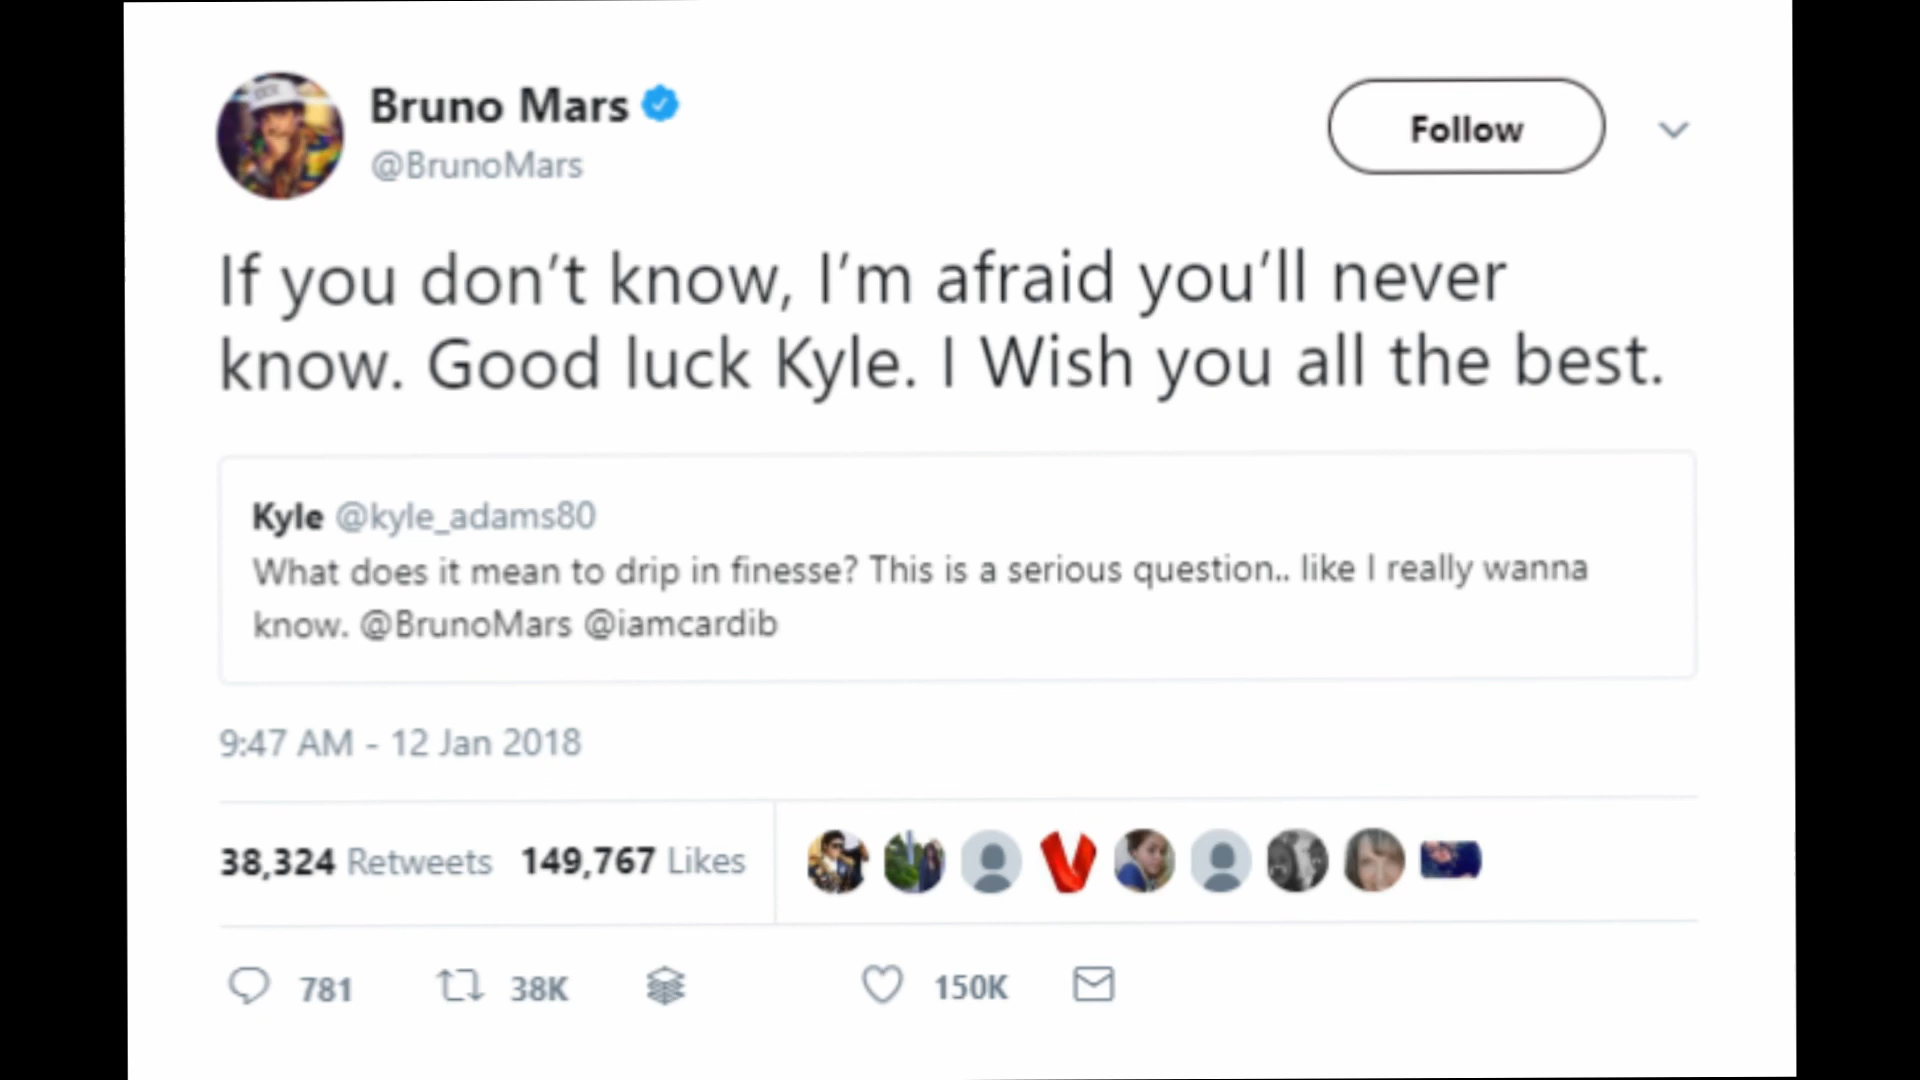 Bruno Mars
@BrunoMars
Follow
If you don’t know, I’m afraid you’ll never
know. Good luck Kyle. I Wish you all the best.
Kyle @kyle_adams80
What does it mean to drip in finesse? This is a serious question.. like I really wanna
know. @BrunoMars @iamcardib
9:47 AM - 12 Jan 2018
38,324 Retweets 149,767 Likes
781 38K 150K